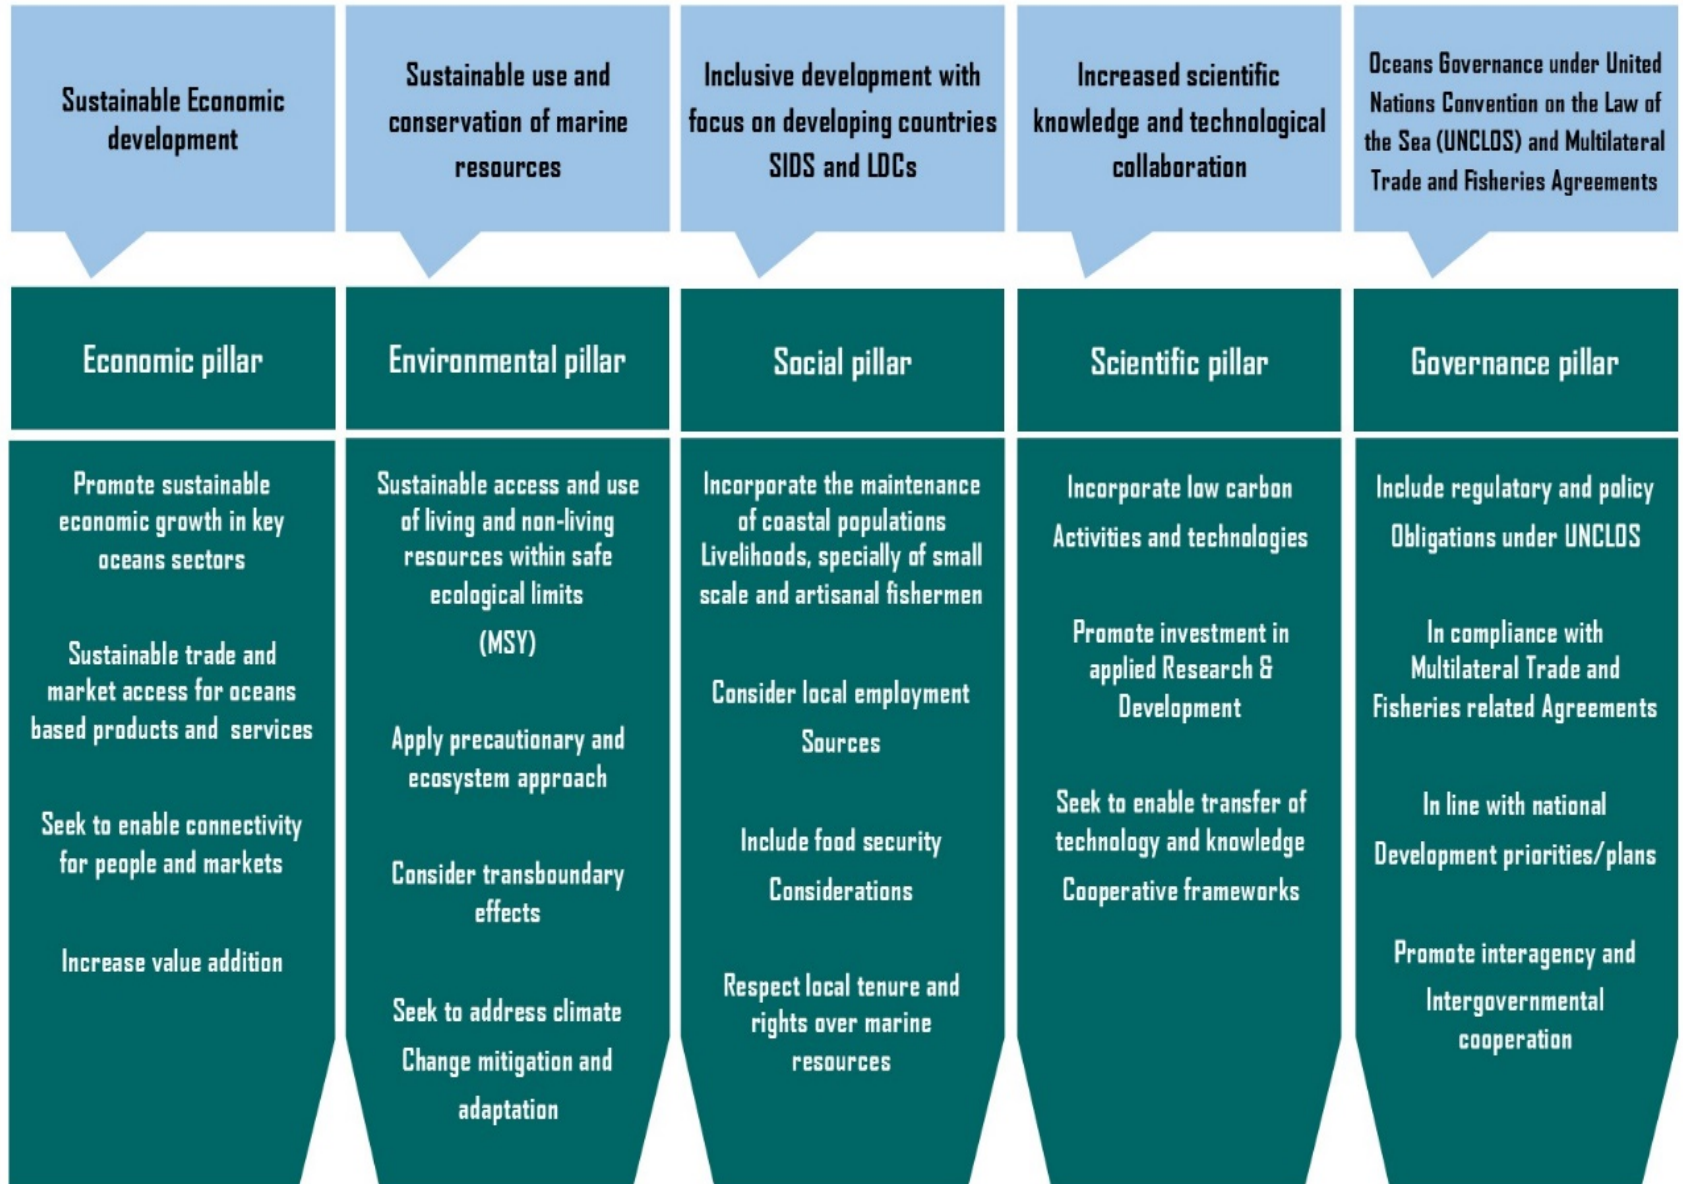 Sustainable Economic
development
Sustainable use and
conservation of marine
resources
Inclusive development with
focus on developing countries
SIDS and LDCs
Increased scientific
knowledge and technological
collaboration
Oceans Governance under United
Nations Convention on the Law of
the Sea (UNCLOS) and Multilateral
Trade and Fisheries Agreements
Economic pillar
Environmental pillar
Social pillar
Scientific pillar
Governance pillar
Promote sustainable
economic growth in key
oceans sectors
Sustainable trade and
market access for oceans
based products and services
Seek to enable connectivity
for people and markets
Increase value addition
Sustainable access and use
of living and non-living
resources within safe
ecological limits
(MSY)
Apply precautionary and
ecosystem approach
Consider transboundary
effects
Seek to address climate
Change mitigation and
adaptation
Incorporate the maintenance
of coastal populations
Livelihoods, specially of small
scale and artisanal fishermen
Consider local employment
Sources
Include food security
Considerations
Respect local tenure and
rights over marine
resources
Incorporate low carbon
Activities and technologies
Promote investment in
applied Research &
Development
Seek to enable transfer of
technology and knowledge
Cooperative frameworks
Include regulatory and policy
Obligations under UNCLOS
In compliance with
Multilateral Trade and
Fisheries related Agreements
In line with national
Development priorities/plans
Promote interagency and
Intergovernmental
cooperation